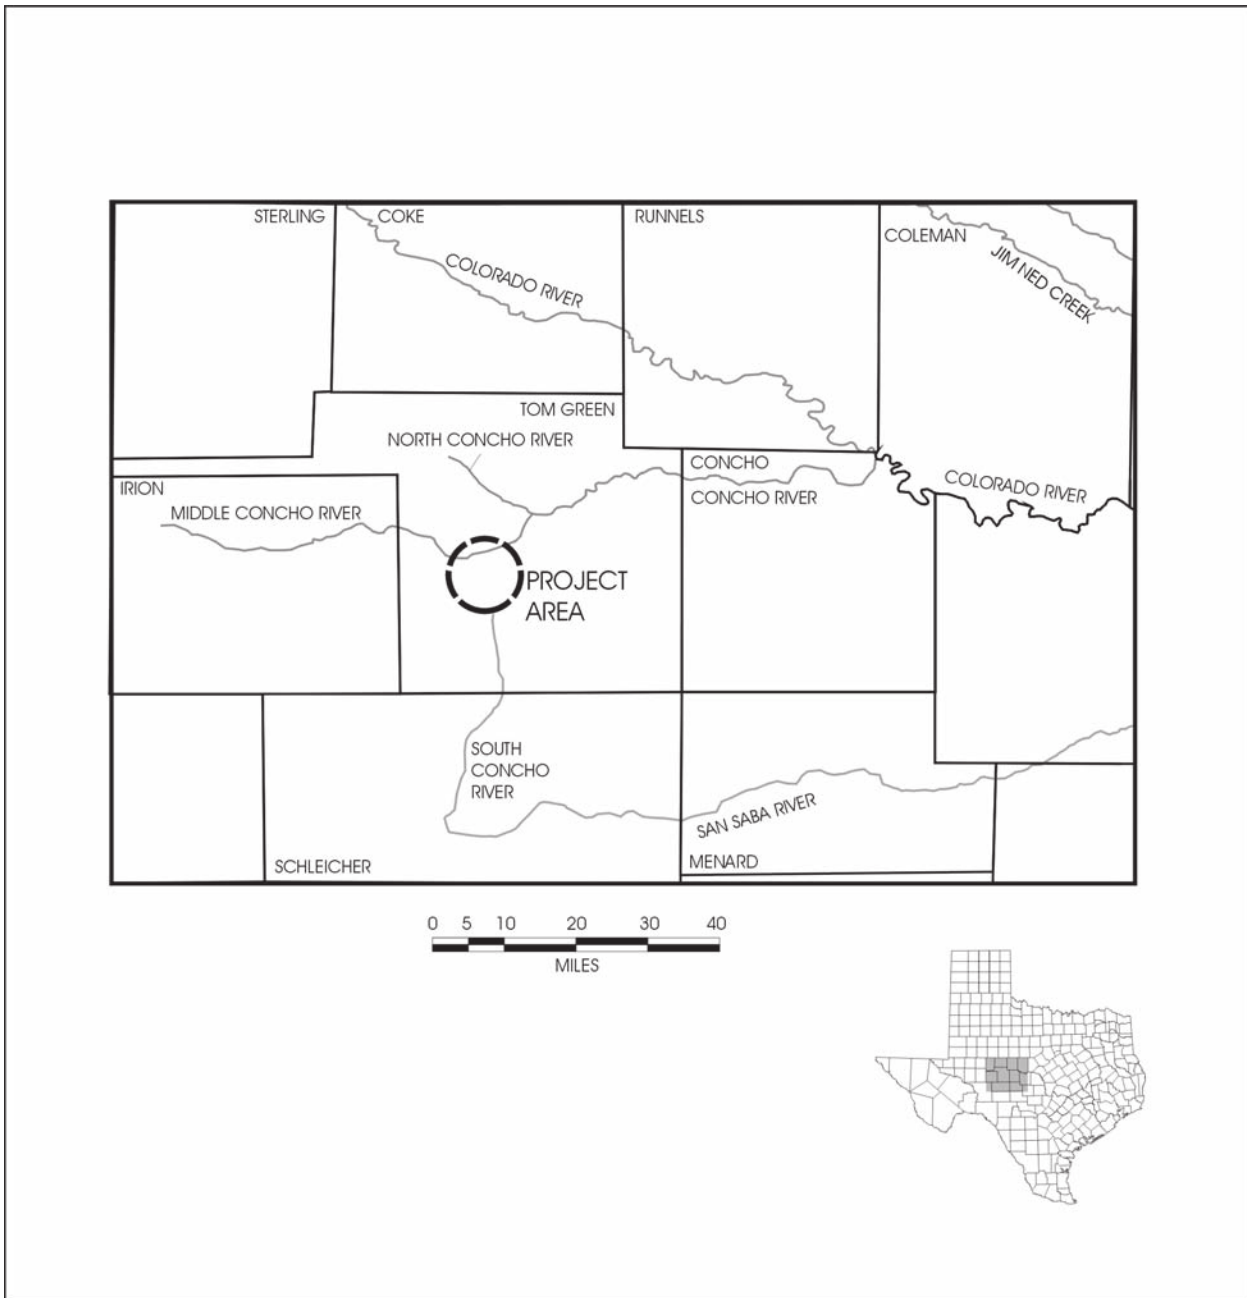 STERLING
COKE
RUNNELS
COLEMAN
COLORADO RIVER
JIM NED CREEK
TOM GREEN
NORTH CONCHO RIVER
CONCHO
CONCHO RIVER
COLORADO RIVER
IRION
MIDDLE CONCHO RIVER
PROJECT
AREA
SOUTH
CONCHO
RIVER
SAN SABA RIVER
SCHLEICHER
MENARD
0 5 10 20 30 40
MILES